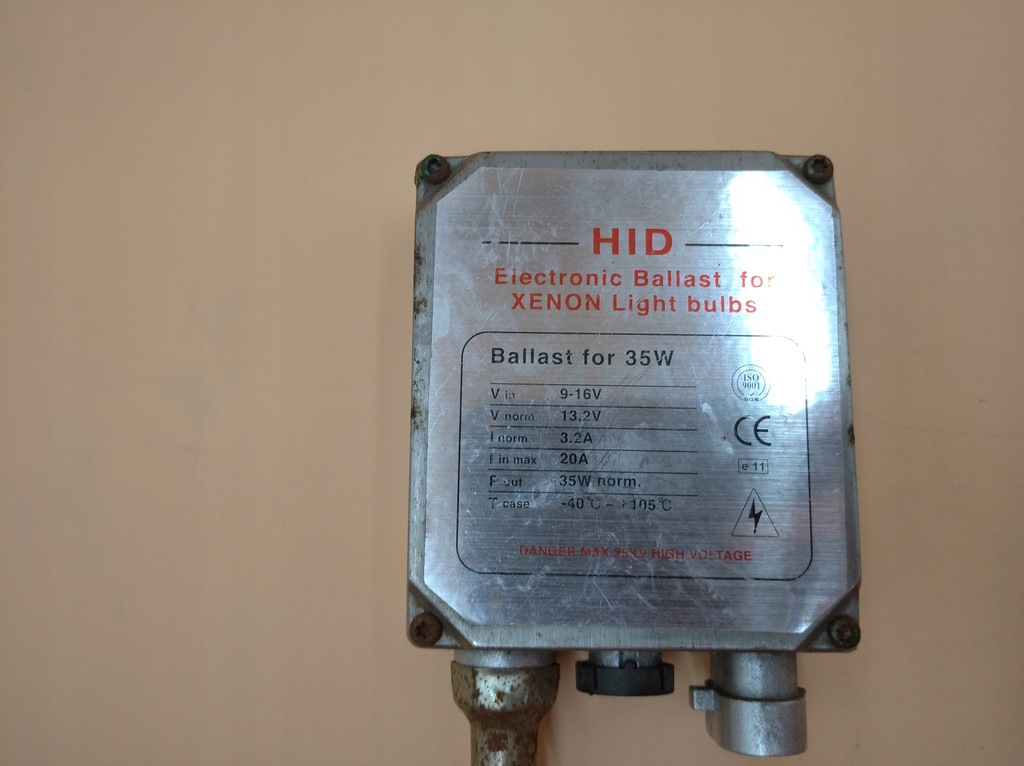 HID
Electronic Ballast for
XENON Light bulbs
Ballast for 35W
V in 9-16V
V norm 13.2V
I norm 3.2A
I in max 20A
P out 35W norm.
T case -40°C ~ +105°C
ISO
9001
SGS
CE
e 11
DANGER MAX HIGH VOLTAGE